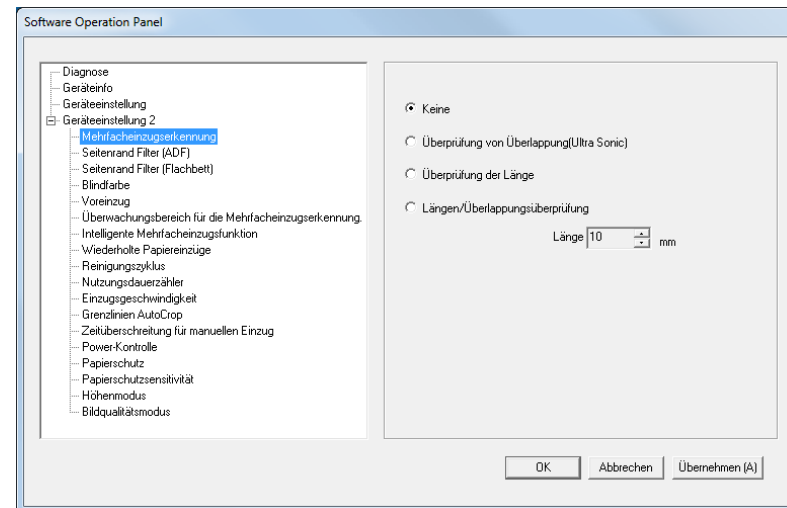 Software Operation Panel
Diagnose
Geräteinfo
Geräteeinstellung
Geräteeinstellung 2
Mehrfacheinzugserkennung
Seitenrand Filter (ADF)
Seitenrand Filter (Flachbett)
Blindfarbe
Voreinzug
Überwachungsbereich für die Mehrfacheinzugserkennung.
Intelligente Mehrfacheinzugsfunktion
Wiederholte Papiereinzüge
Reinigungszyklus
Nutzungsdauerzähler
Einzugsgeschwindigkeit
Grenzlinien AutoCrop
Zeitüberschreitung für manuellen Einzug
Power-Kontrolle
Papierschutz
Papierschutzsensitivität
Höhenmodus
Bildqualitätsmodus
Keine
Überprüfung von Überlappung(Ultra Sonic)
Überprüfung der Länge
Längen/Überlappungsüberprüfung
Länge 10 mm
OK Abbrechen Übernehmen (A)